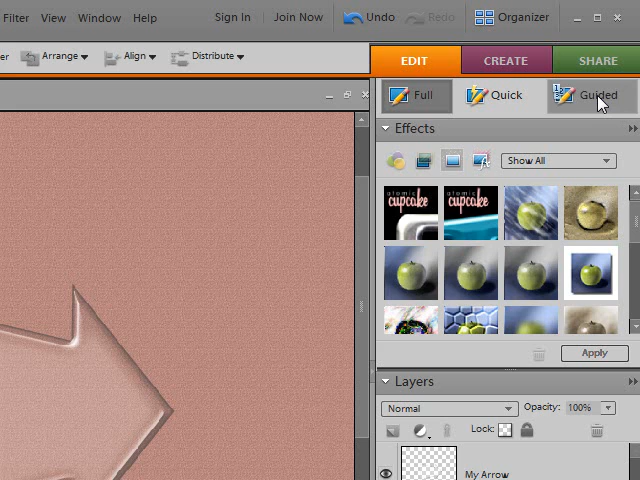 Filter View Window Help Sign In Join Now Undo Redo Organizer
er Arrange Align Distribute
EDIT CREATE SHARE
Full Quick Guided
Effects
Show All
atomic cupcake atomic cupcake
Apply
Layers
Normal Opacity: 100%
Lock:
My Arrow